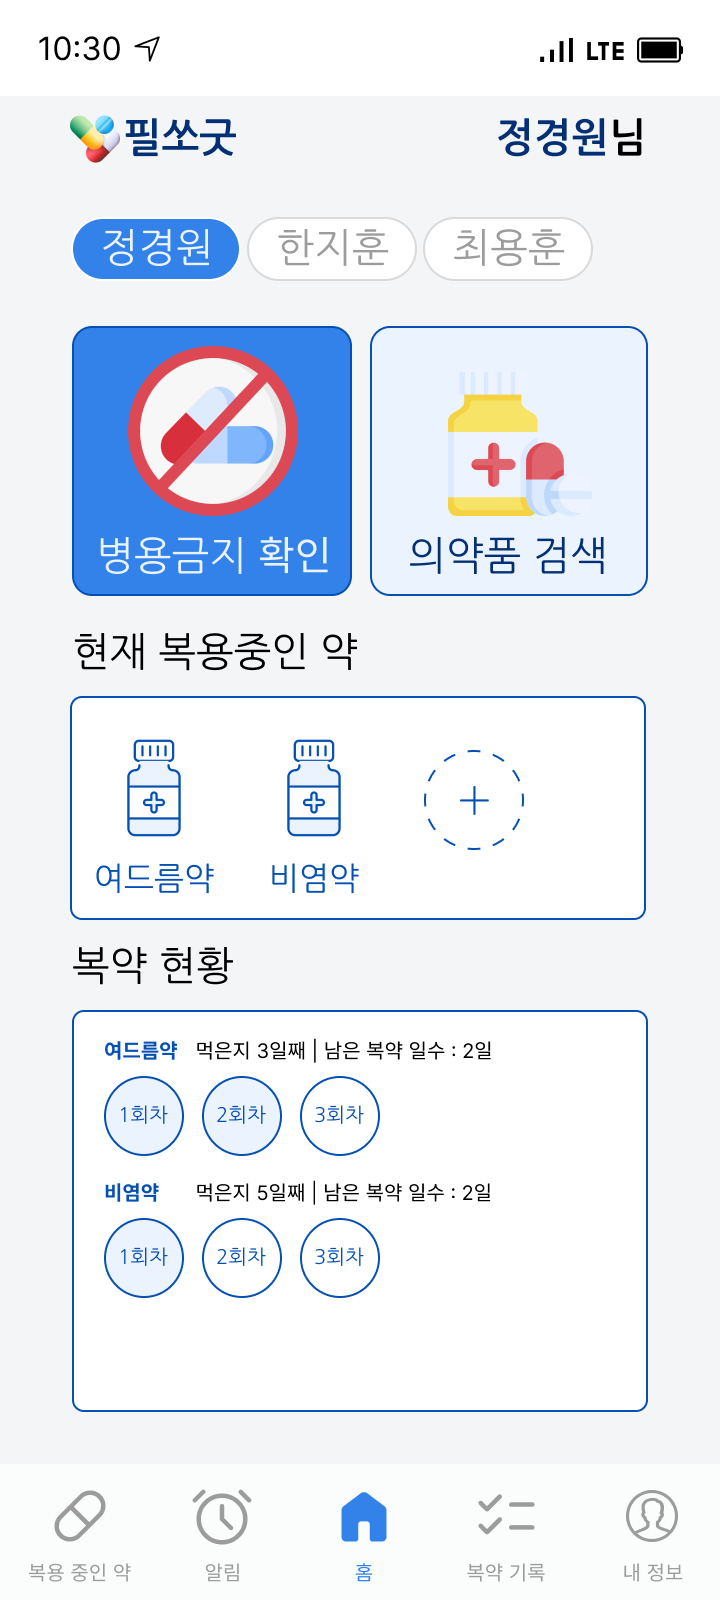 10:30 LTE
필쏘굿 정경원님
정경원 한지훈 최용훈
병용금지 확인 의약품 검색
현재 복용중인 약
여드름약 비염약
복약 현황
여드름약 먹은지 3일째 | 남은 복약 일수 : 2일
1회차 2회차 3회차
비염약 먹은지 5일째 | 남은 복약 일수 : 2일
1회차 2회차 3회차
복용 중인 약 알림 홈 복약 기록 내 정보